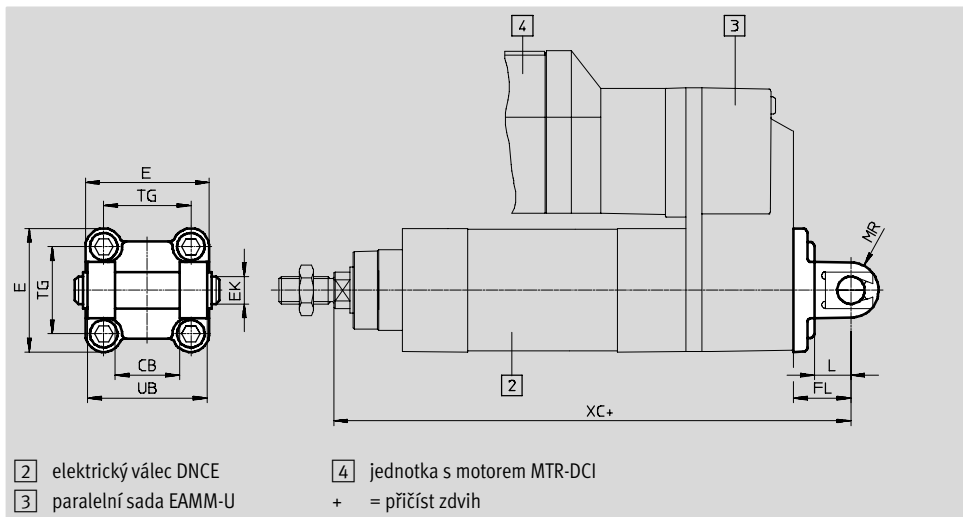 4
3
E
TG
MR
E
TG
EK
CB
UB
L
FL
2
XC+
2 elektrický válec DNCE
3 paralelní sada EAMM-U
4 jednotka s motorem MTR-DCI
+ = přičíst zdvih